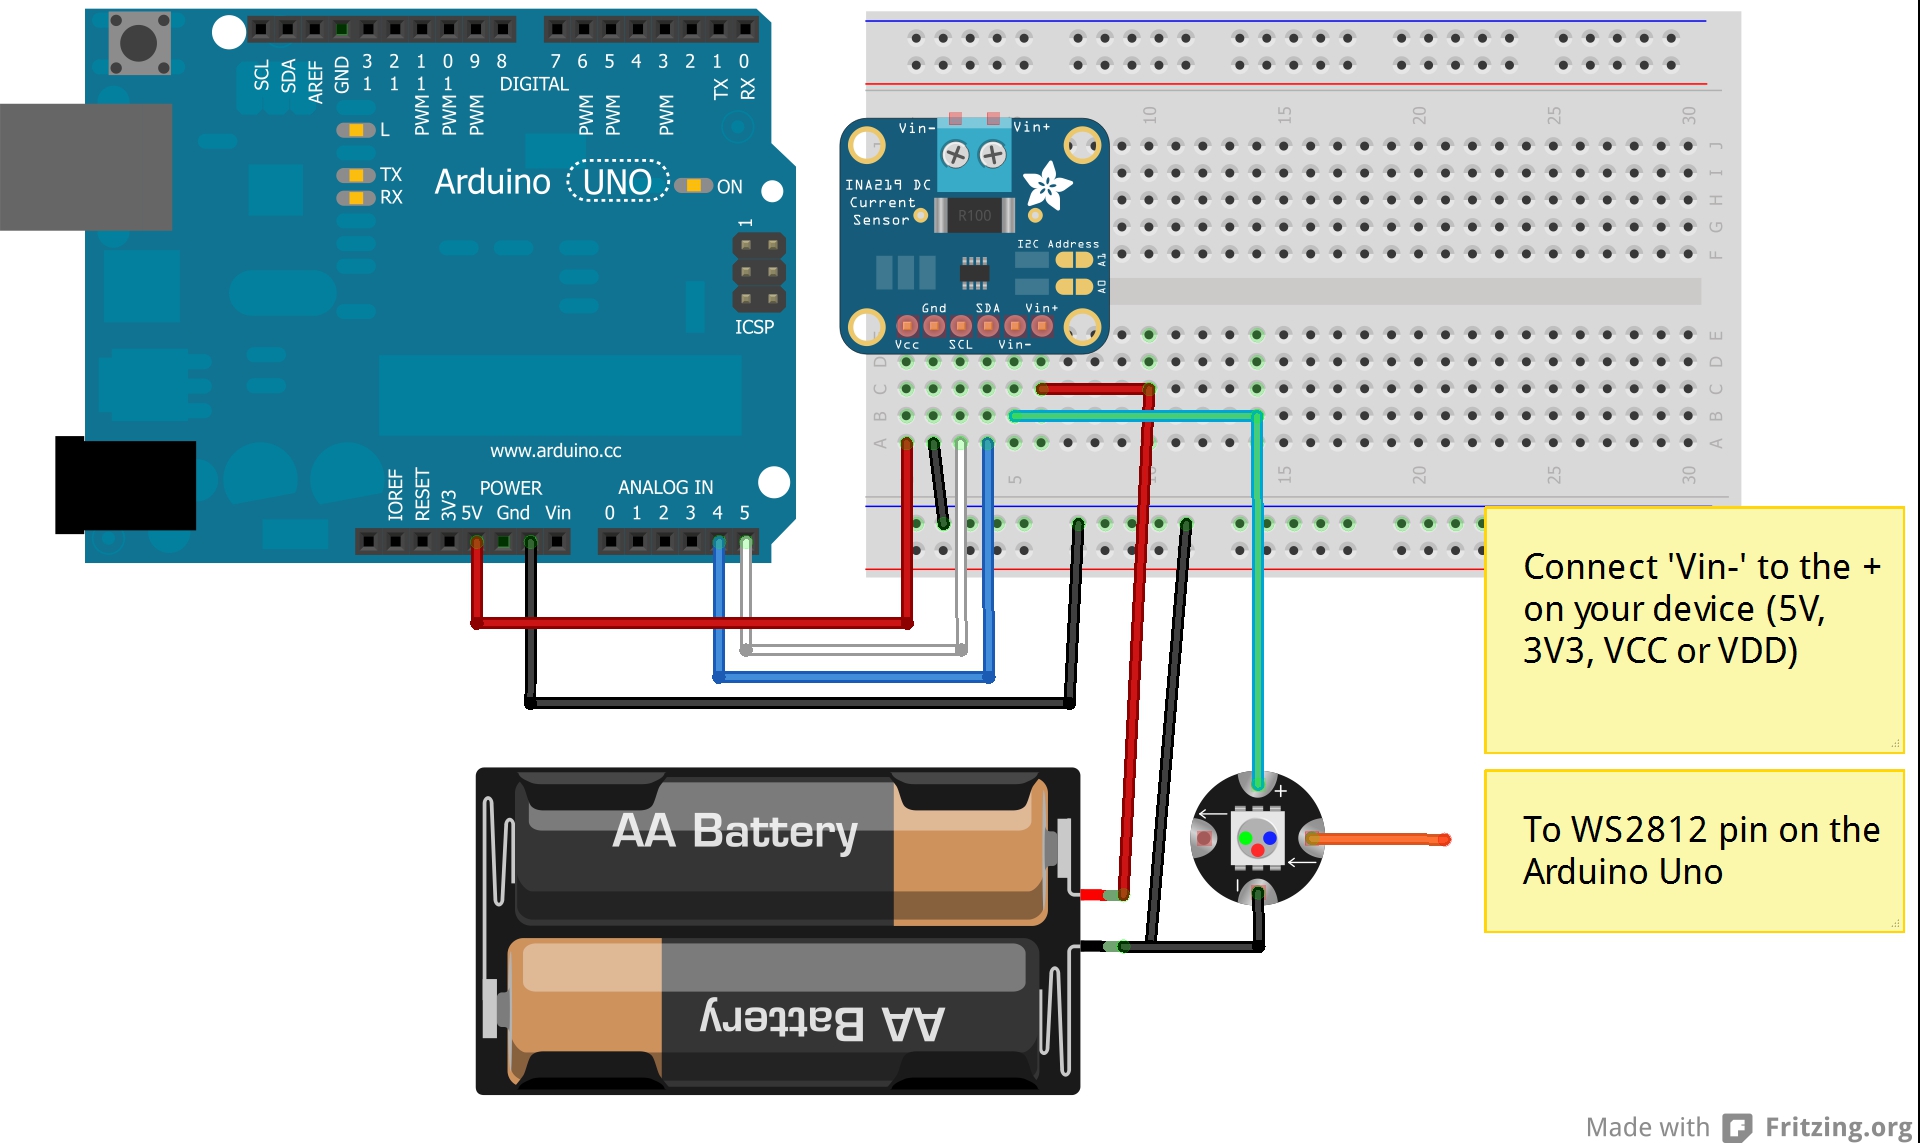 SCL SDA AREF GND 13 12 11 10 9 8 7 6 5 4 3 2 1 0
PWM PWM PWM DIGITAL PWM PWM PWM TX RX
L
TX
RX
Arduino UNO ON
1
ICSP
www.arduino.cc
POWER ANALOG IN
IOREF RESET 3V3 5V Gnd Vin 0 1 2 3 4 5
Vin- Vin+
INA219 DC
Current
Sensor
R100
I2C Address
A1
A0
Gnd SDA Vin+
Vcc SCL Vin-
10 15 20 25 30
J
I
H
G
F
E
D D
C C
B B
A A
5 10 15 20 25 30
Connect 'Vin-' to the +
on your device (5V,
3V3, VCC or VDD)
To WS2812 pin on the
Arduino Uno
+
-
AA Battery
AA Battery
Made with Fritzing.org